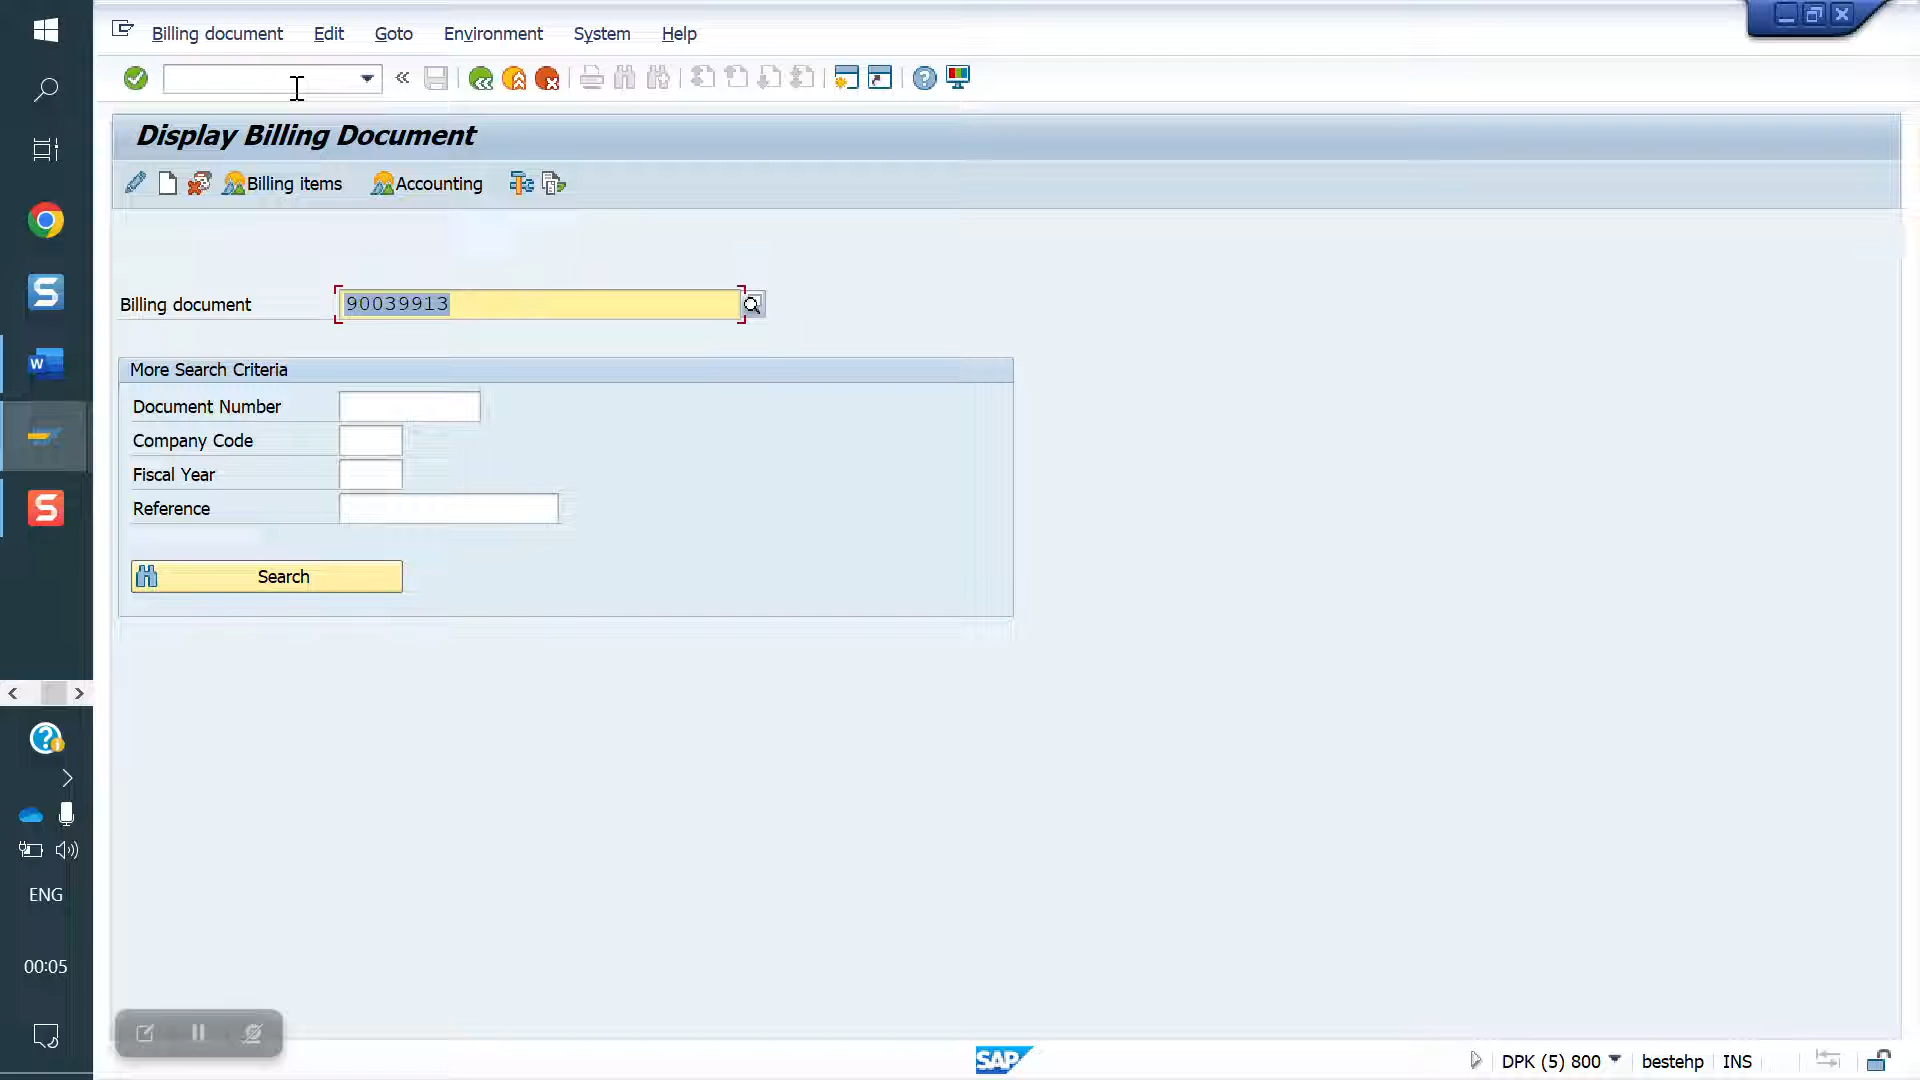 Billing document Edit Goto Environment System Help
Display Billing Document
Billing items Accounting
Billing document 90039913
More Search Criteria
Document Number
Company Code
Fiscal Year
Reference
Search
ENG
00:05
SAP DPK (5) 800 bestehp INS